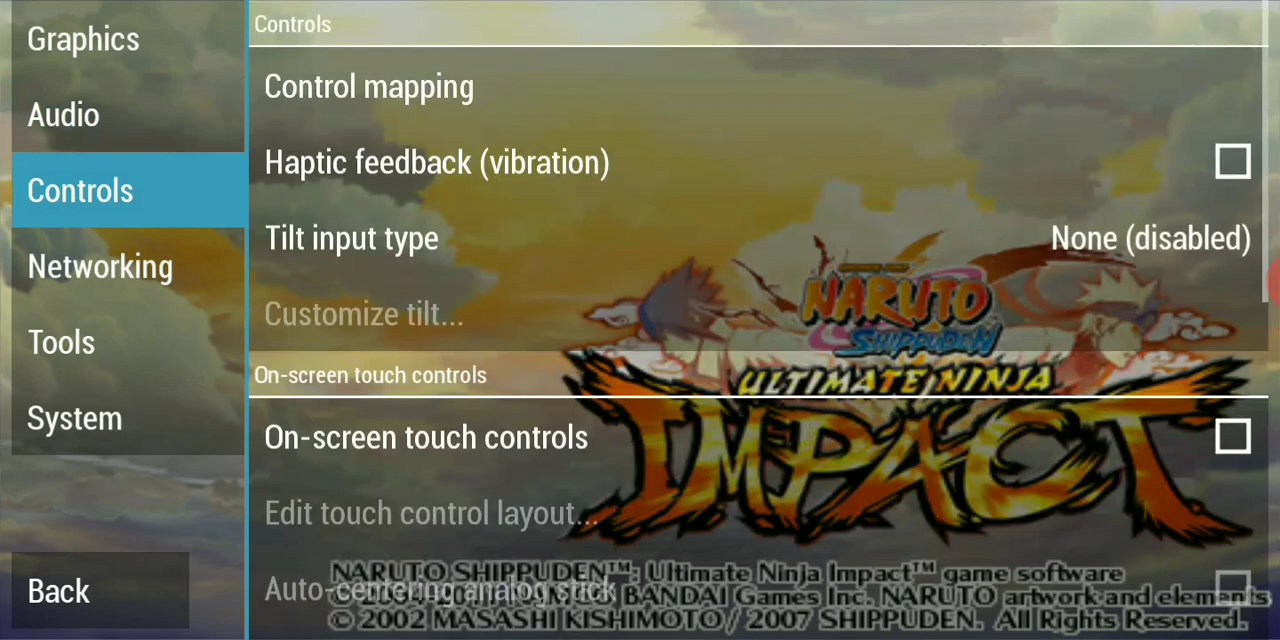 Graphics
Audio
Controls
Networking
Tools
System
Back
Controls
Control mapping
Haptic feedback (vibration)
Tilt input type
None (disabled)
Customize tilt...
On-screen touch controls
On-screen touch controls
Edit touch control layout...
Auto-centering analog stick
NARUTO
SHIPPUDEN
ULTIMATE NINJA
IMPACT
NARUTO SHIPPUDEN™: Ultimate Ninja Impact™ game software
BANDAI Games Inc. NARUTO artwork and elements
© 2002 MASASHI KISHIMOTO / 2007 SHIPPUDEN. All Rights Reserved.